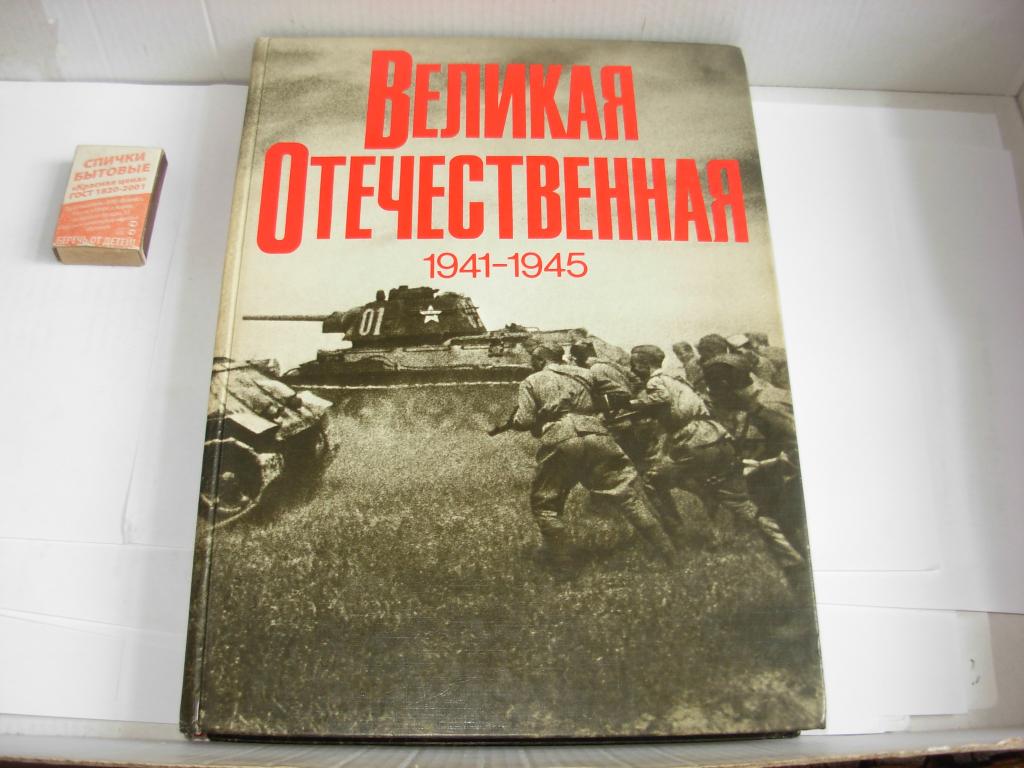 ВЕЛИКАЯ
ОТЕЧЕСТВЕННАЯ
1941–1945
01
СПИЧКИ
БЫТОВЫЕ
«Красная цена»
ГОСТ 1820-2001
БЕРЕЧЬ ОТ ДЕТЕЙ!